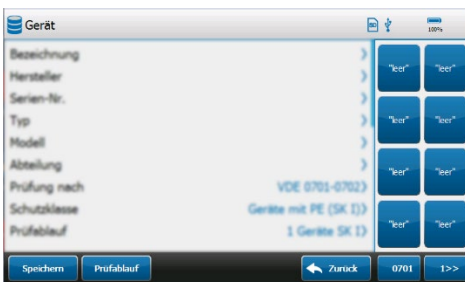 Gerät
100%
Bezeichnung
Hersteller
Serien-Nr.
Typ
Modell
Abteilung
Prüfung nach VDE 0701-0702
Schutzklasse Geräte mit PE (SK I)
Prüfablauf 1 Geräte SK I
"leer" "leer"
"leer" "leer"
"leer" "leer"
"leer" "leer"
Speichern Prüfablauf Zurück 0701 1>>